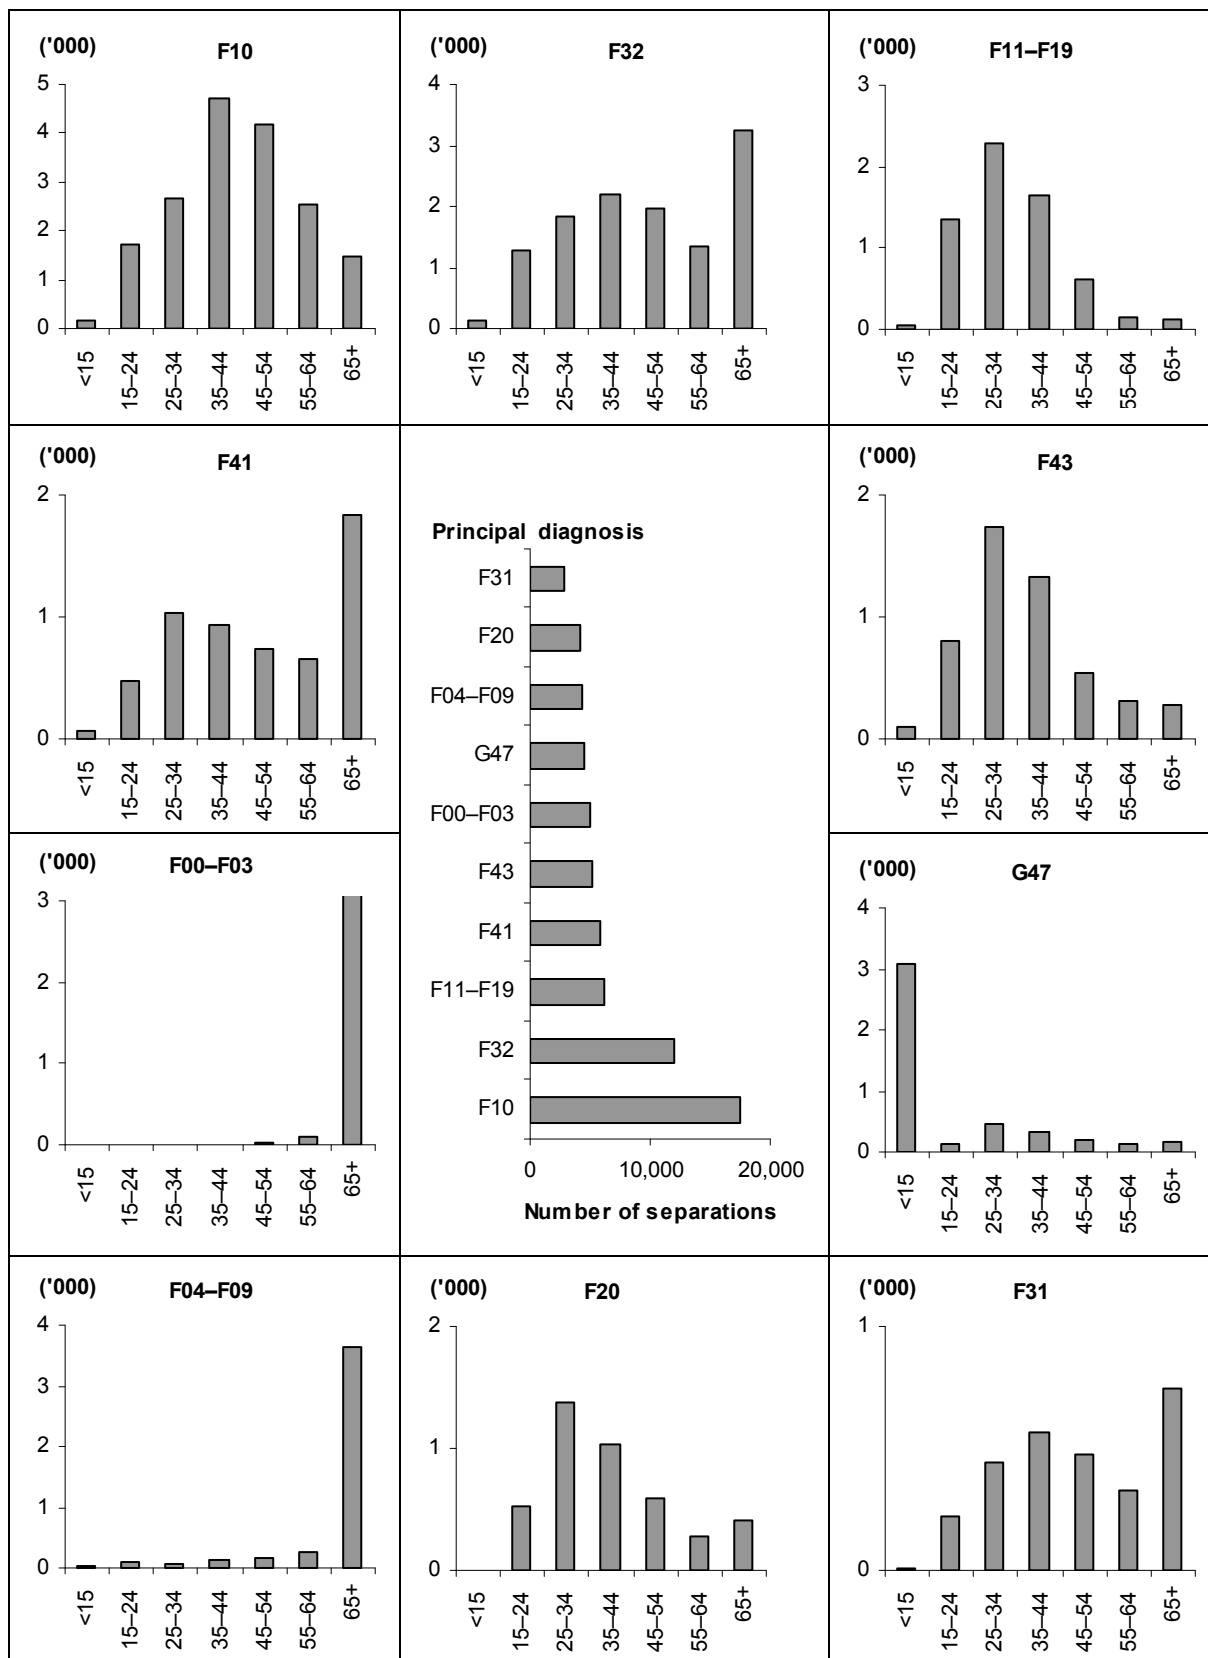 ('000) F10
5
4
3
2
1
0
<15 15–24 25–34 35–44 45–54 55–64 65+
('000) F32
4
3
2
1
0
<15 15–24 25–34 35–44 45–54 55–64 65+
('000) F11–F19
3
2
1
0
<15 15–24 25–34 35–44 45–54 55–64 65+
('000) F41
2
1
0
<15 15–24 25–34 35–44 45–54 55–64 65+
Principal diagnosis
F31
F20
F04–F09
G47
F00–F03
F43
F41
F11–F19
F32
F10
0 10,000 20,000
Number of separations
('000) F43
2
1
0
<15 15–24 25–34 35–44 45–54 55–64 65+
('000) F00–F03
3
2
1
0
<15 15–24 25–34 35–44 45–54 55–64 65+
('000) G47
4
3
2
1
0
<15 15–24 25–34 35–44 45–54 55–64 65+
('000) F04–F09
4
3
2
1
0
<15 15–24 25–34 35–44 45–54 55–64 65+
('000) F20
2
1
0
<15 15–24 25–34 35–44 45–54 55–64 65+
('000) F31
1
0
<15 15–24 25–34 35–44 45–54 55–64 65+